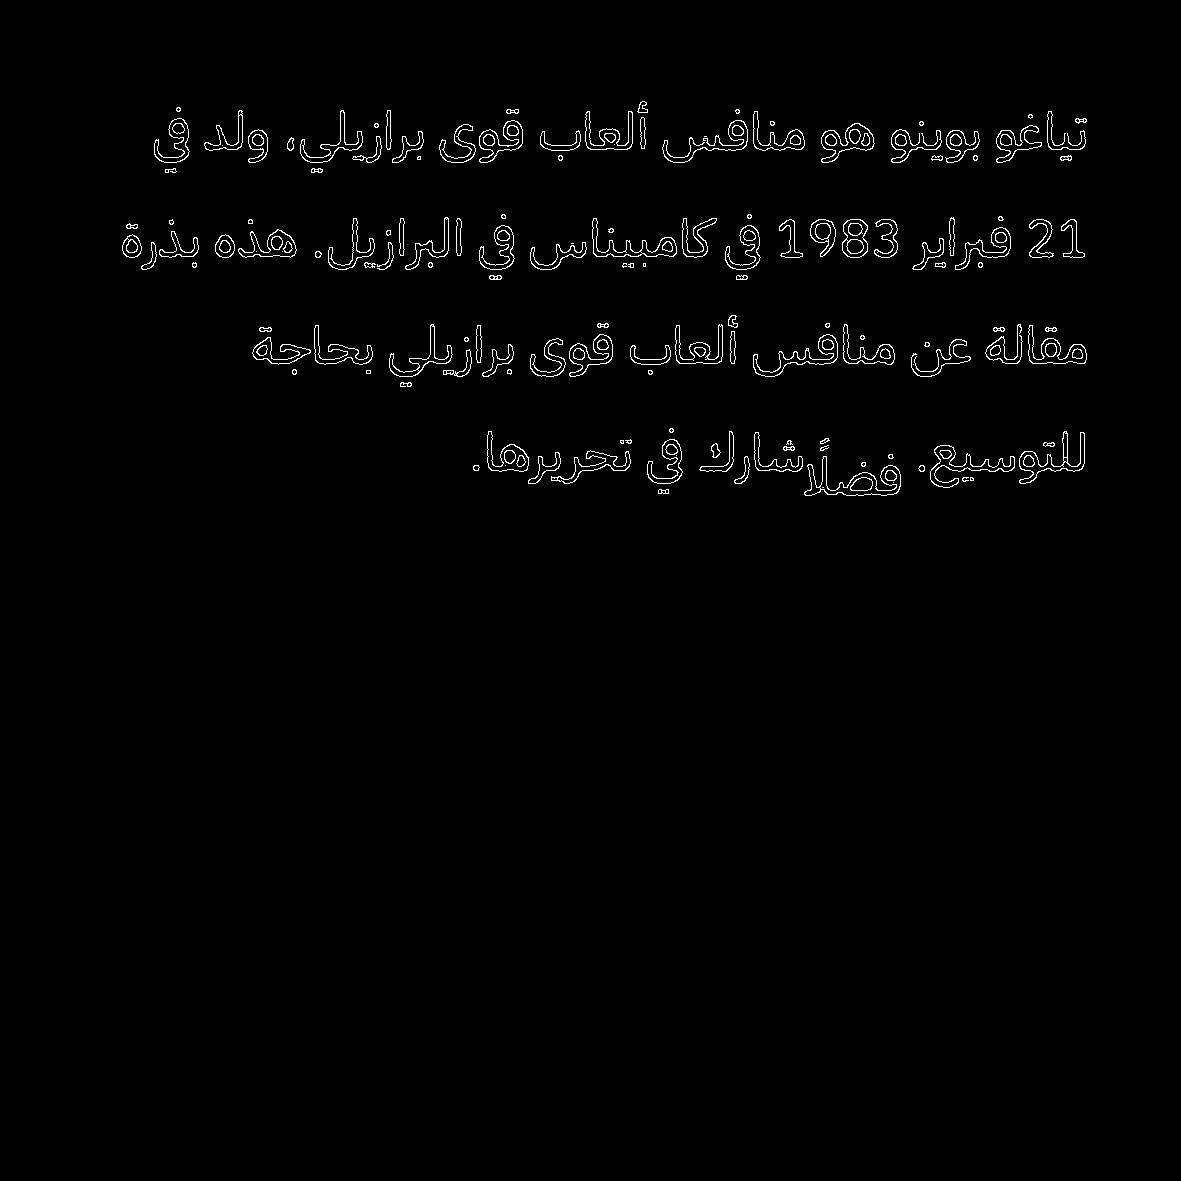 تياغو بوينو هو منافس ألعاب قوى برازيلي، ولد في
21 فبراير 1983 في كامبيناس في البرازيل. هذه بذرة
مقالة عن منافس ألعاب قوى برازيلي بحاجة
للتوسيع. فضلًا شارك في تحريرها.